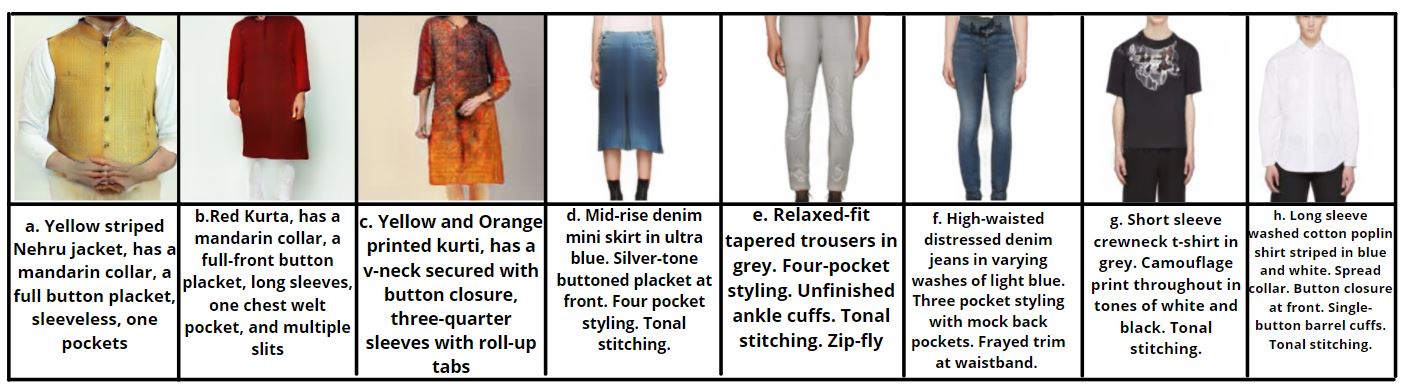 a. Yellow striped
Nehru jacket, has a
mandarin collar, a
full button placket,
sleeveless, one
pockets
b.Red Kurta, has a
mandarin collar, a
full-front button
placket, long sleeves,
one chest welt
pocket, and multiple
slits
c. Yellow and Orange
printed kurti, has a
v-neck secured with
button closure,
three-quarter
sleeves with roll-up
tabs
d. Mid-rise denim
mini skirt in ultra
blue. Silver-tone
buttoned placket at
front. Four pocket
styling. Tonal
stitching.
e. Relaxed-fit
tapered trousers in
grey. Four-pocket
styling. Unfinished
ankle cuffs. Tonal
stitching. Zip-fly
f. High-waisted
distressed denim
jeans in varying
washes of light blue.
Three pocket styling
with mock back
pockets. Frayed trim
at waistband.
g. Short sleeve
crewneck t-shirt in
grey. Camouflage
print throughout in
tones of white and
black. Tonal
stitching.
h. Long sleeve
washed cotton poplin
shirt striped in blue
and white. Spread
collar. Button closure
at front. Single-
button barrel cuffs.
Tonal stitching.